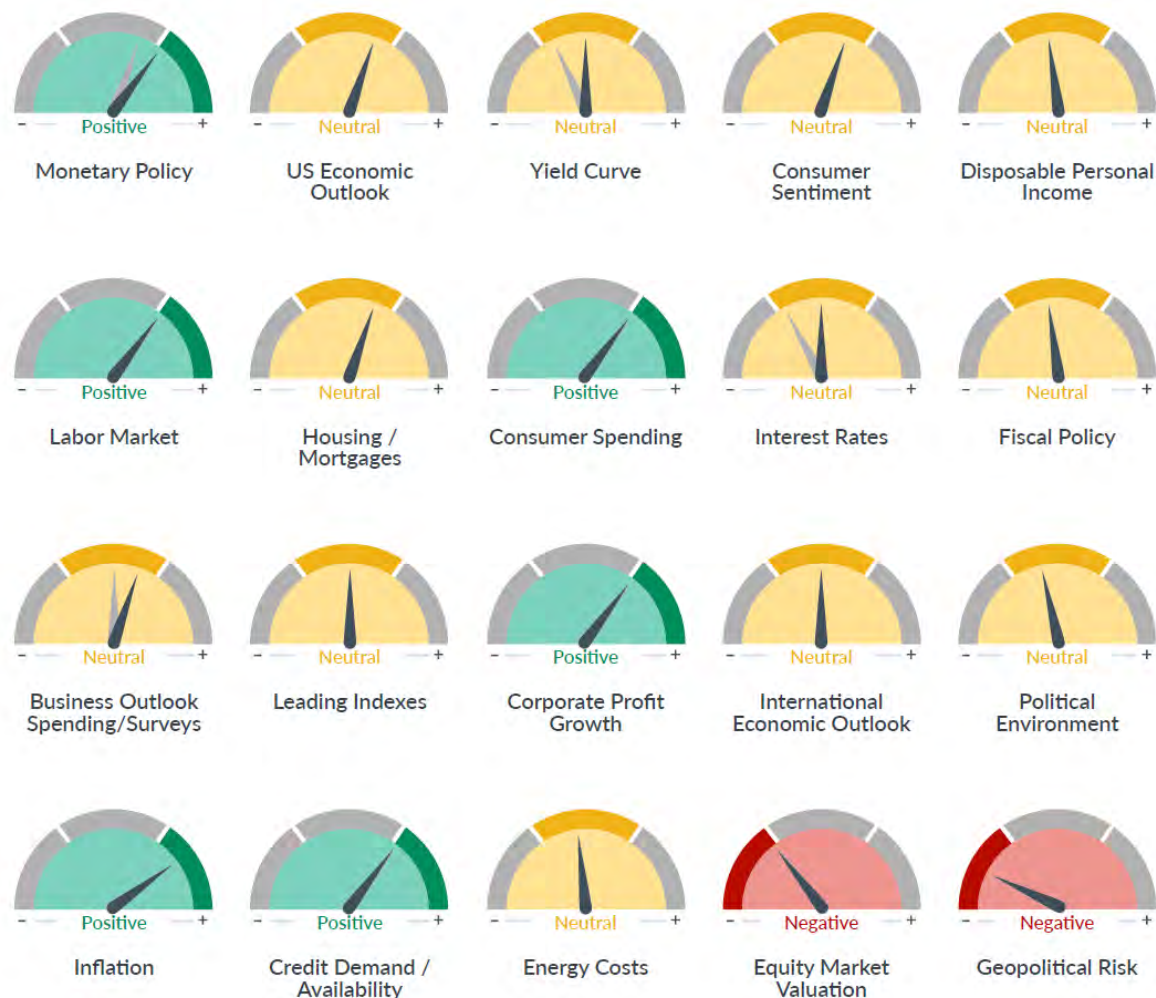 - Positive +
- Neutral +
- Neutral +
- Neutral +
- Neutral +
Monetary Policy
US Economic
Outlook
Yield Curve
Consumer
Sentiment
Disposable Personal
Income
- Positive +
- Neutral +
- Positive +
- Neutral +
- Neutral +
Labor Market
Housing /
Mortgages
Consumer Spending
Interest Rates
Fiscal Policy
- Neutral +
- Neutral +
- Positive +
- Neutral +
- Neutral +
Business Outlook
Spending/Surveys
Leading Indexes
Corporate Profit
Growth
International
Economic Outlook
Political
Environment
- Positive +
- Positive +
- Neutral +
- Negative +
- Negative +
Inflation
Credit Demand /
Availability
Energy Costs
Equity Market
Valuation
Geopolitical Risk